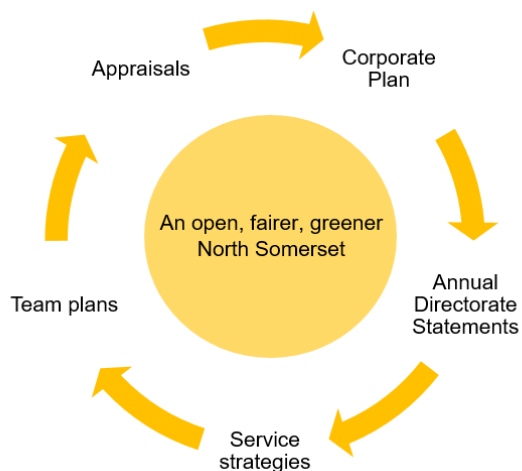 Appraisals
Corporate
Plan
An open, fairer, greener
North Somerset
Annual
Directorate
Statements
Team plans
Service
strategies